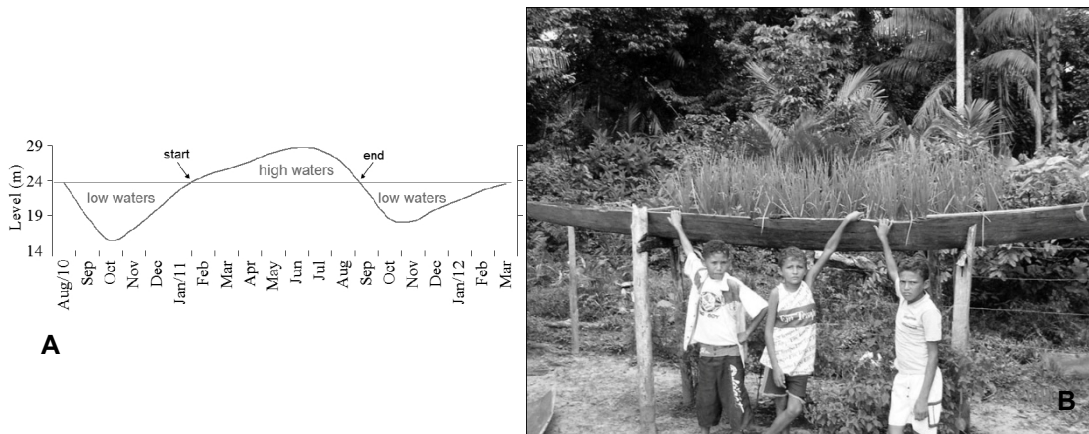 Level (m)
29
24
19
14
start
high waters
end
low waters
low waters
Aug/10
Sep
Oct
Nov
Dec
Jan/11
Feb
Mar
Apr
May
Jun
Jul
Aug
Sep
Oct
Nov
Dec
Jan/12
Feb
Mar
A
B